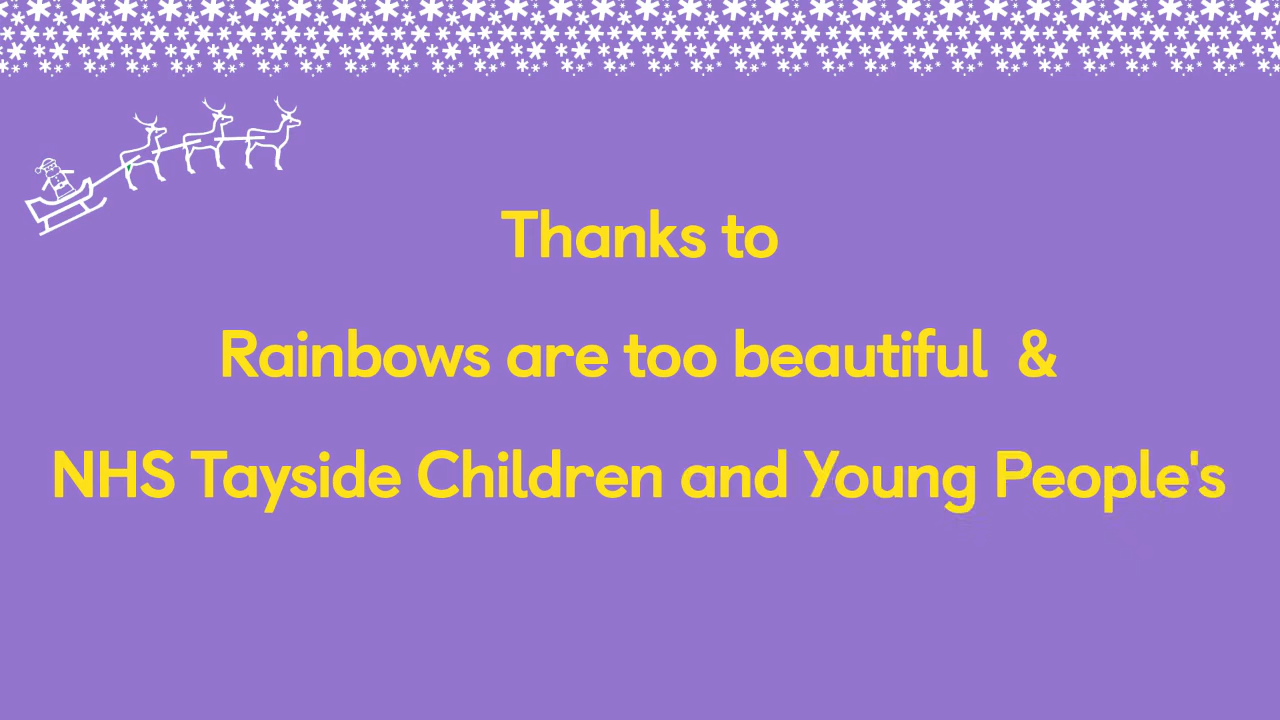 Thanks to
Rainbows are too beautiful &
NHS Tayside Children and Young People's